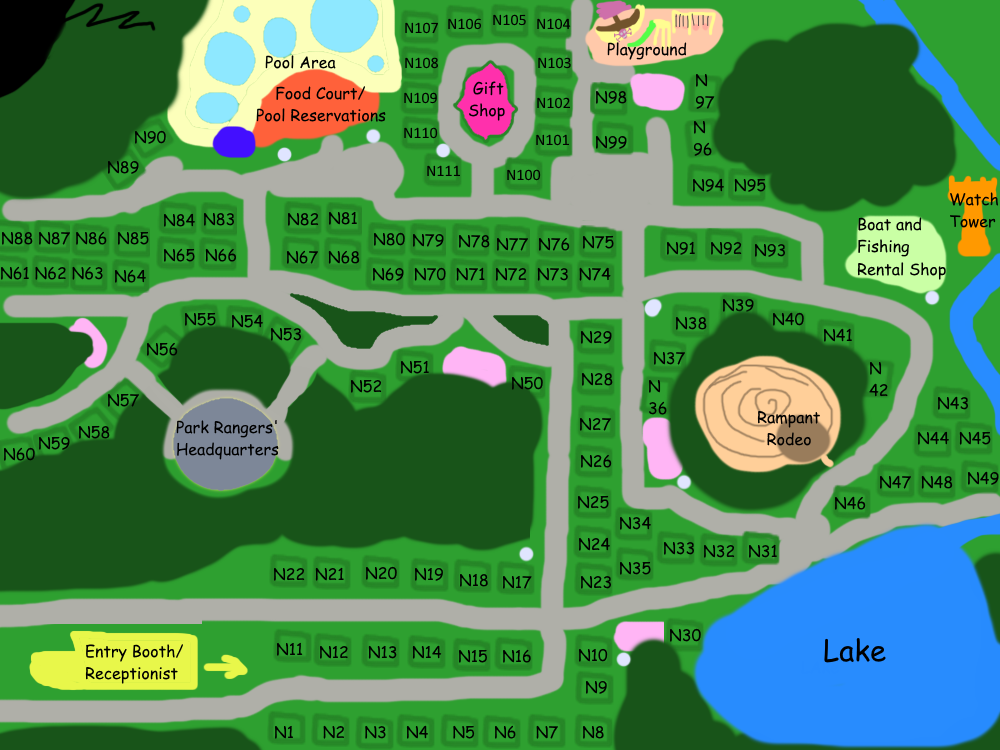 N107 N106 N105 N104
Playground
Pool Area
N108 N103
Food Court/
Pool Reservations
Gift
Shop
N109 N102 N98
N
97
N90 N110 N101 N99
N
96
N89 N111 N100 N94 N95
Watch
Tower
N84 N83 N82 N81
Boat and
Fishing
Rental Shop
N88 N87 N86 N85 N80 N79 N78 N77 N76 N75 N91 N92 N93
N65 N66 N67 N68
N61 N62 N63 N64 N69 N70 N71 N72 N73 N74
N55 N54 N53 N39 N40 N41
N56 N29 N38
N37
N52 N51 N50 N28
N
36
N
42
N57 N43
Rampant
Rodeo
N60 N59 N58
Park Rangers'
Headquarters
N27 N44 N45
N26 N47 N48 N49
N25 N46
N34
N24 N33 N32 N31
N22 N21 N20 N19 N18 N17 N23 N35
Entry Booth/
Receptionist
N11 N12 N13 N14 N15 N16 N10 N30
Lake
N9
N1 N2 N3 N4 N5 N6 N7 N8